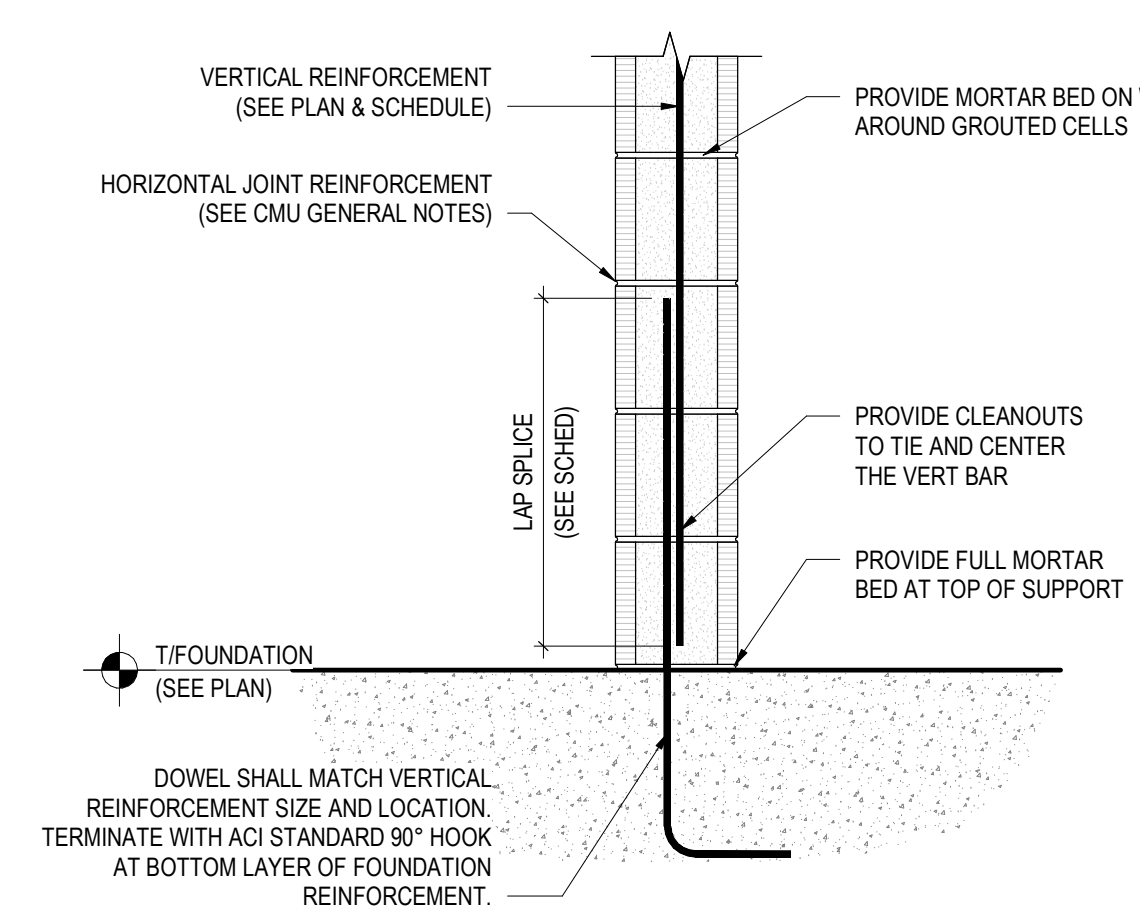 VERTICAL REINFORCEMENT
(SEE PLAN & SCHEDULE)
PROVIDE MORTAR BED ON
AROUND GROUTED CELLS
HORIZONTAL JOINT REINFORCEMENT
(SEE CMU GENERAL NOTES)
LAP SPLICE
(SEE SCHED)
PROVIDE CLEANOUTS
TO TIE AND CENTER
THE VERT BAR
PROVIDE FULL MORTAR
BED AT TOP OF SUPPORT
T/FOUNDATION
(SEE PLAN)
DOWEL SHALL MATCH VERTICAL
REINFORCEMENT SIZE AND LOCATION.
TERMINATE WITH ACI STANDARD 90° HOOK
AT BOTTOM LAYER OF FOUNDATION
REINFORCEMENT.